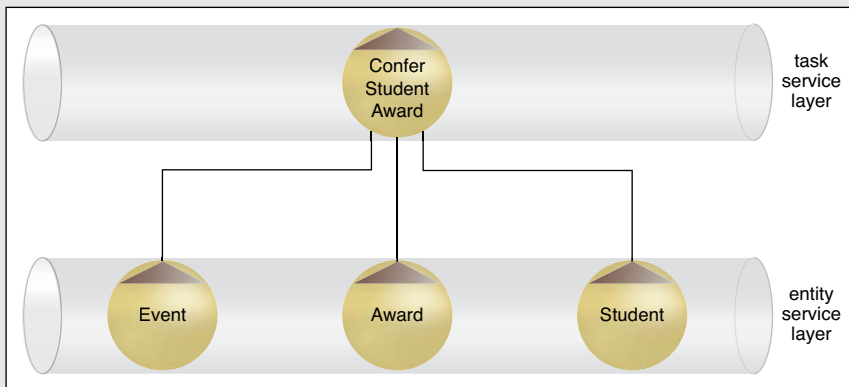 Confer
Student
Award
task
service
layer
Event
Award
Student
entity
service
layer